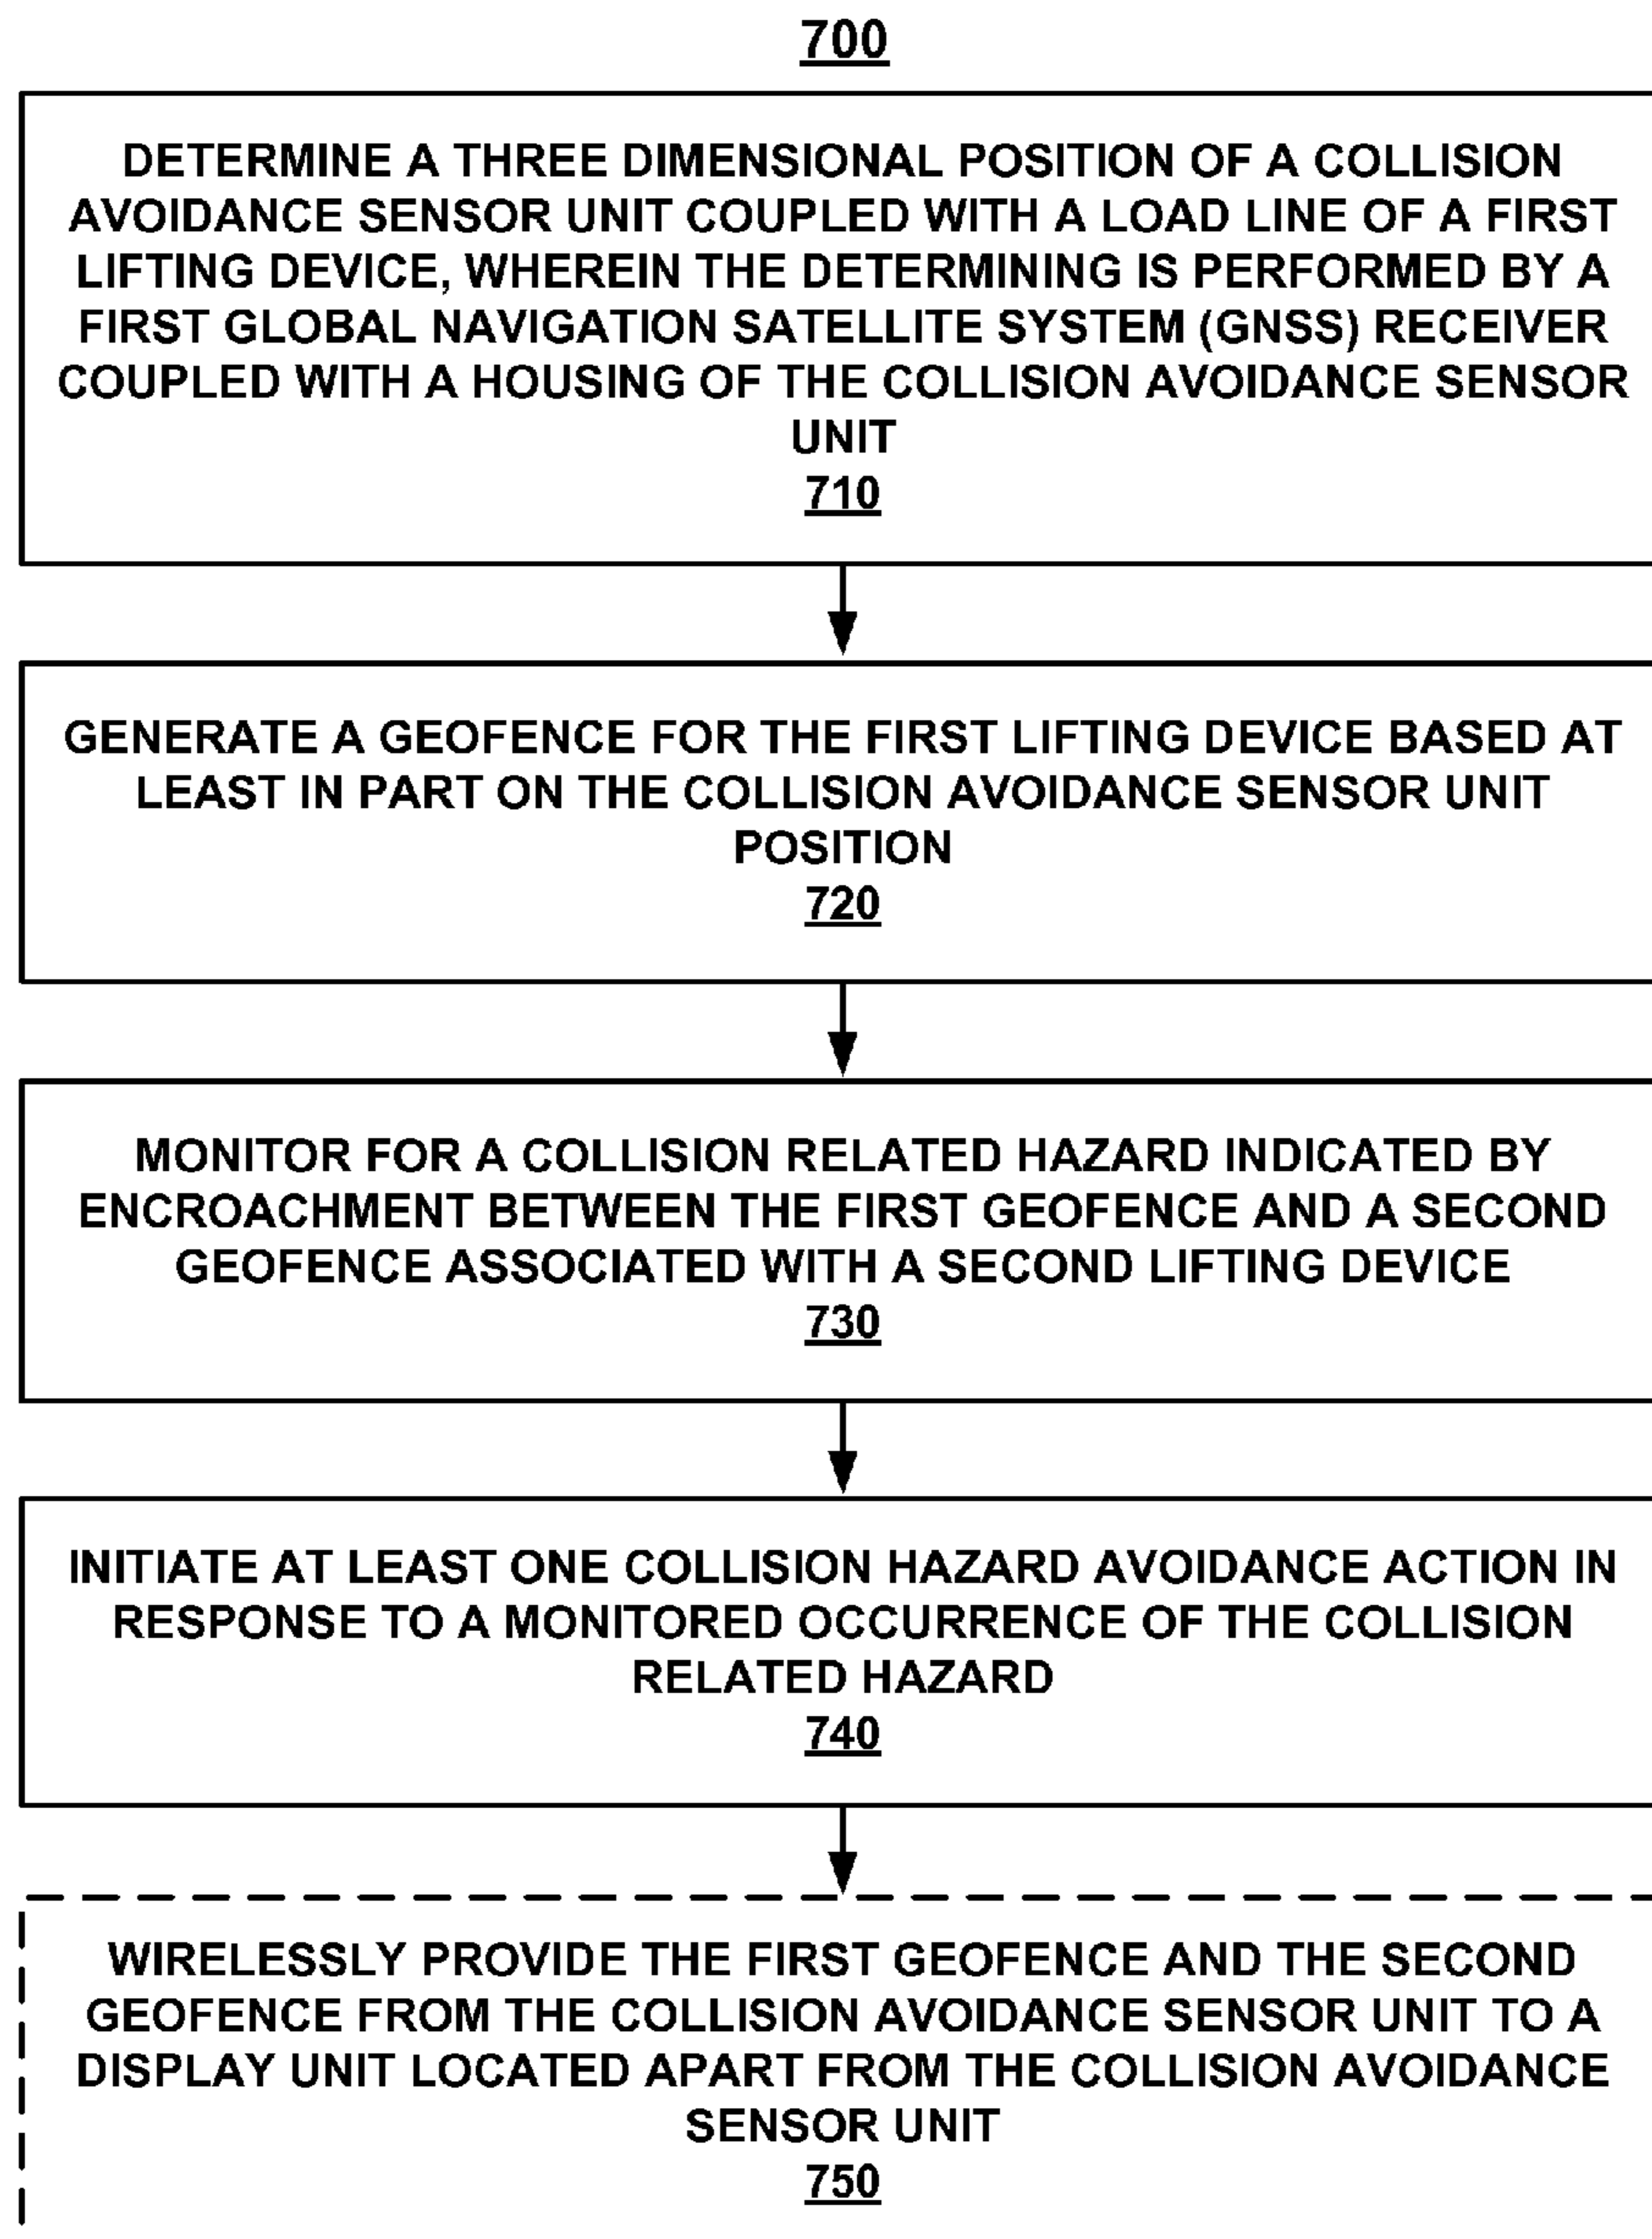 700
DETERMINE A THREE DIMENSIONAL POSITION OF A COLLISION
AVOIDANCE SENSOR UNIT COUPLED WITH A LOAD LINE OF A FIRST
LIFTING DEVICE, WHEREIN THE DETERMINING IS PERFORMED BY A
FIRST GLOBAL NAVIGATION SATELLITE SYSTEM (GNSS) RECEIVER
COUPLED WITH A HOUSING OF THE COLLISION AVOIDANCE SENSOR
UNIT
710
GENERATE A GEOFENCE FOR THE FIRST LIFTING DEVICE BASED AT
LEAST IN PART ON THE COLLISION AVOIDANCE SENSOR UNIT
POSITION
720
MONITOR FOR A COLLISION RELATED HAZARD INDICATED BY
ENCROACHMENT BETWEEN THE FIRST GEOFENCE AND A SECOND
GEOFENCE ASSOCIATED WITH A SECOND LIFTING DEVICE
730
INITIATE AT LEAST ONE COLLISION HAZARD AVOIDANCE ACTION IN
RESPONSE TO A MONITORED OCCURRENCE OF THE COLLISION
RELATED HAZARD
740
WIRELESSLY PROVIDE THE FIRST GEOFENCE AND THE SECOND
GEOFENCE FROM THE COLLISION AVOIDANCE SENSOR UNIT TO A
DISPLAY UNIT LOCATED APART FROM THE COLLISION AVOIDANCE
SENSOR UNIT
750